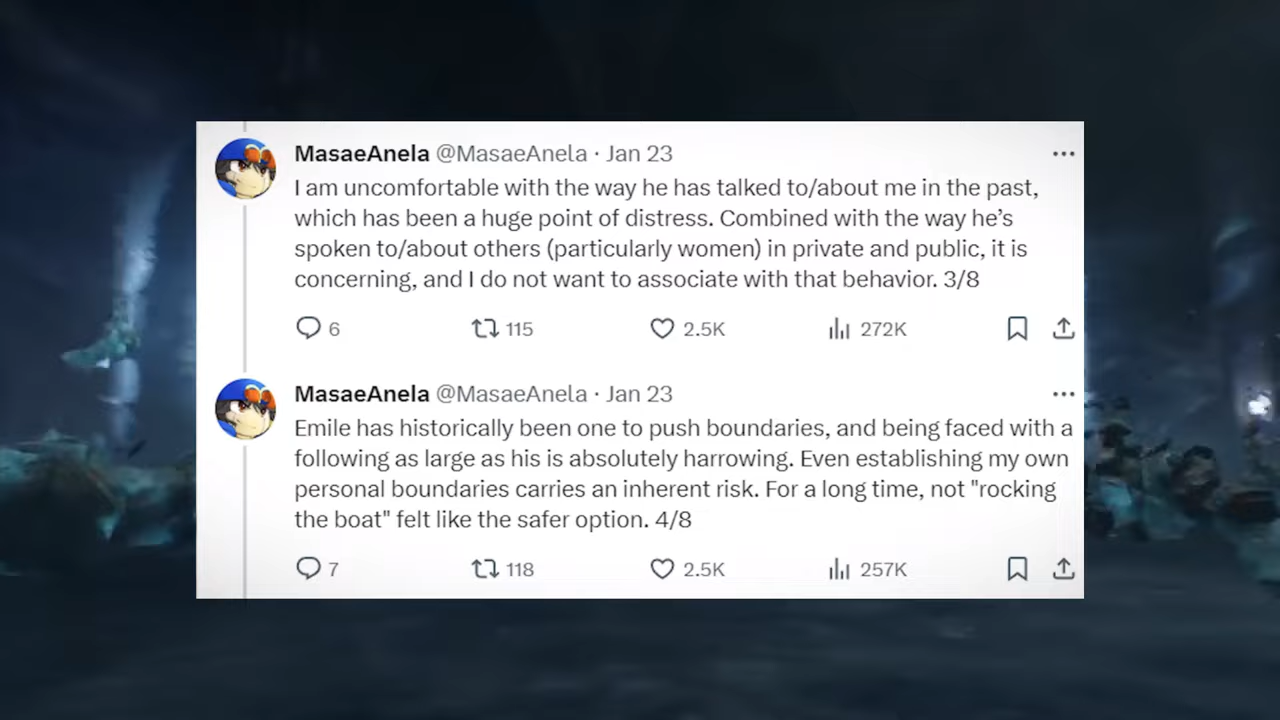 MasaeAnela @MasaeAnela · Jan 23
I am uncomfortable with the way he has talked to/about me in the past,
which has been a huge point of distress. Combined with the way he’s
spoken to/about others (particularly women) in private and public, it is
concerning, and I do not want to associate with that behavior. 3/8
6 115 2.5K 272K
MasaeAnela @MasaeAnela · Jan 23
Emile has historically been one to push boundaries, and being faced with a
following as large as his is absolutely harrowing. Even establishing my own
personal boundaries carries an inherent risk. For a long time, not "rocking
the boat" felt like the safer option. 4/8
7 118 2.5K 257K